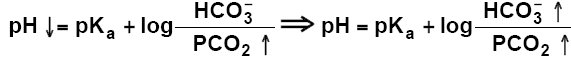 pH ↓ = pKₐ + log HCO₃⁻ / PCO₂ ↑ ⟹ pH = pKₐ + log HCO₃⁻ ↑ / PCO₂ ↑